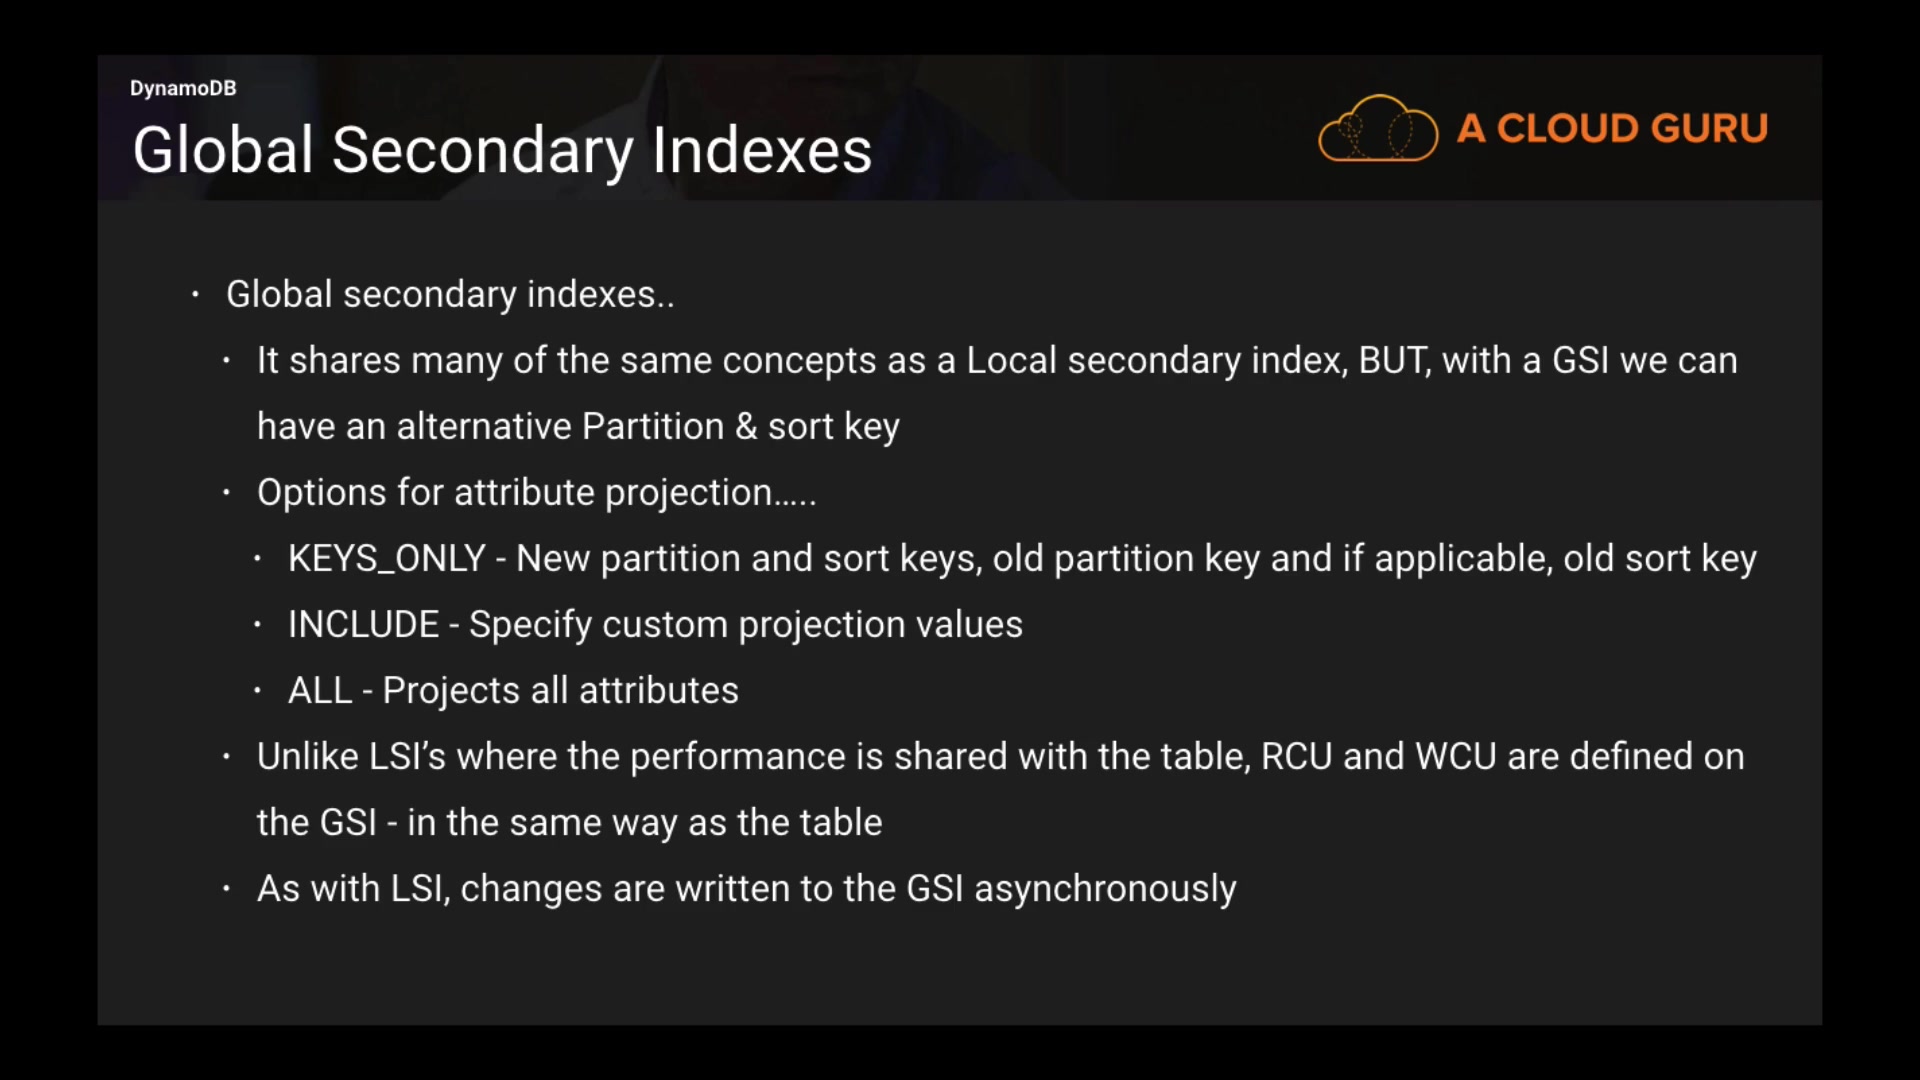 DynamoDB
Global Secondary Indexes
A CLOUD GURU
· Global secondary indexes..
· It shares many of the same concepts as a Local secondary index, BUT, with a GSI we can
have an alternative Partition & sort key
· Options for attribute projection.....
· KEYS_ONLY - New partition and sort keys, old partition key and if applicable, old sort key
· INCLUDE - Specify custom projection values
· ALL - Projects all attributes
· Unlike LSI’s where the performance is shared with the table, RCU and WCU are defined on
the GSI - in the same way as the table
· As with LSI, changes are written to the GSI asynchronously